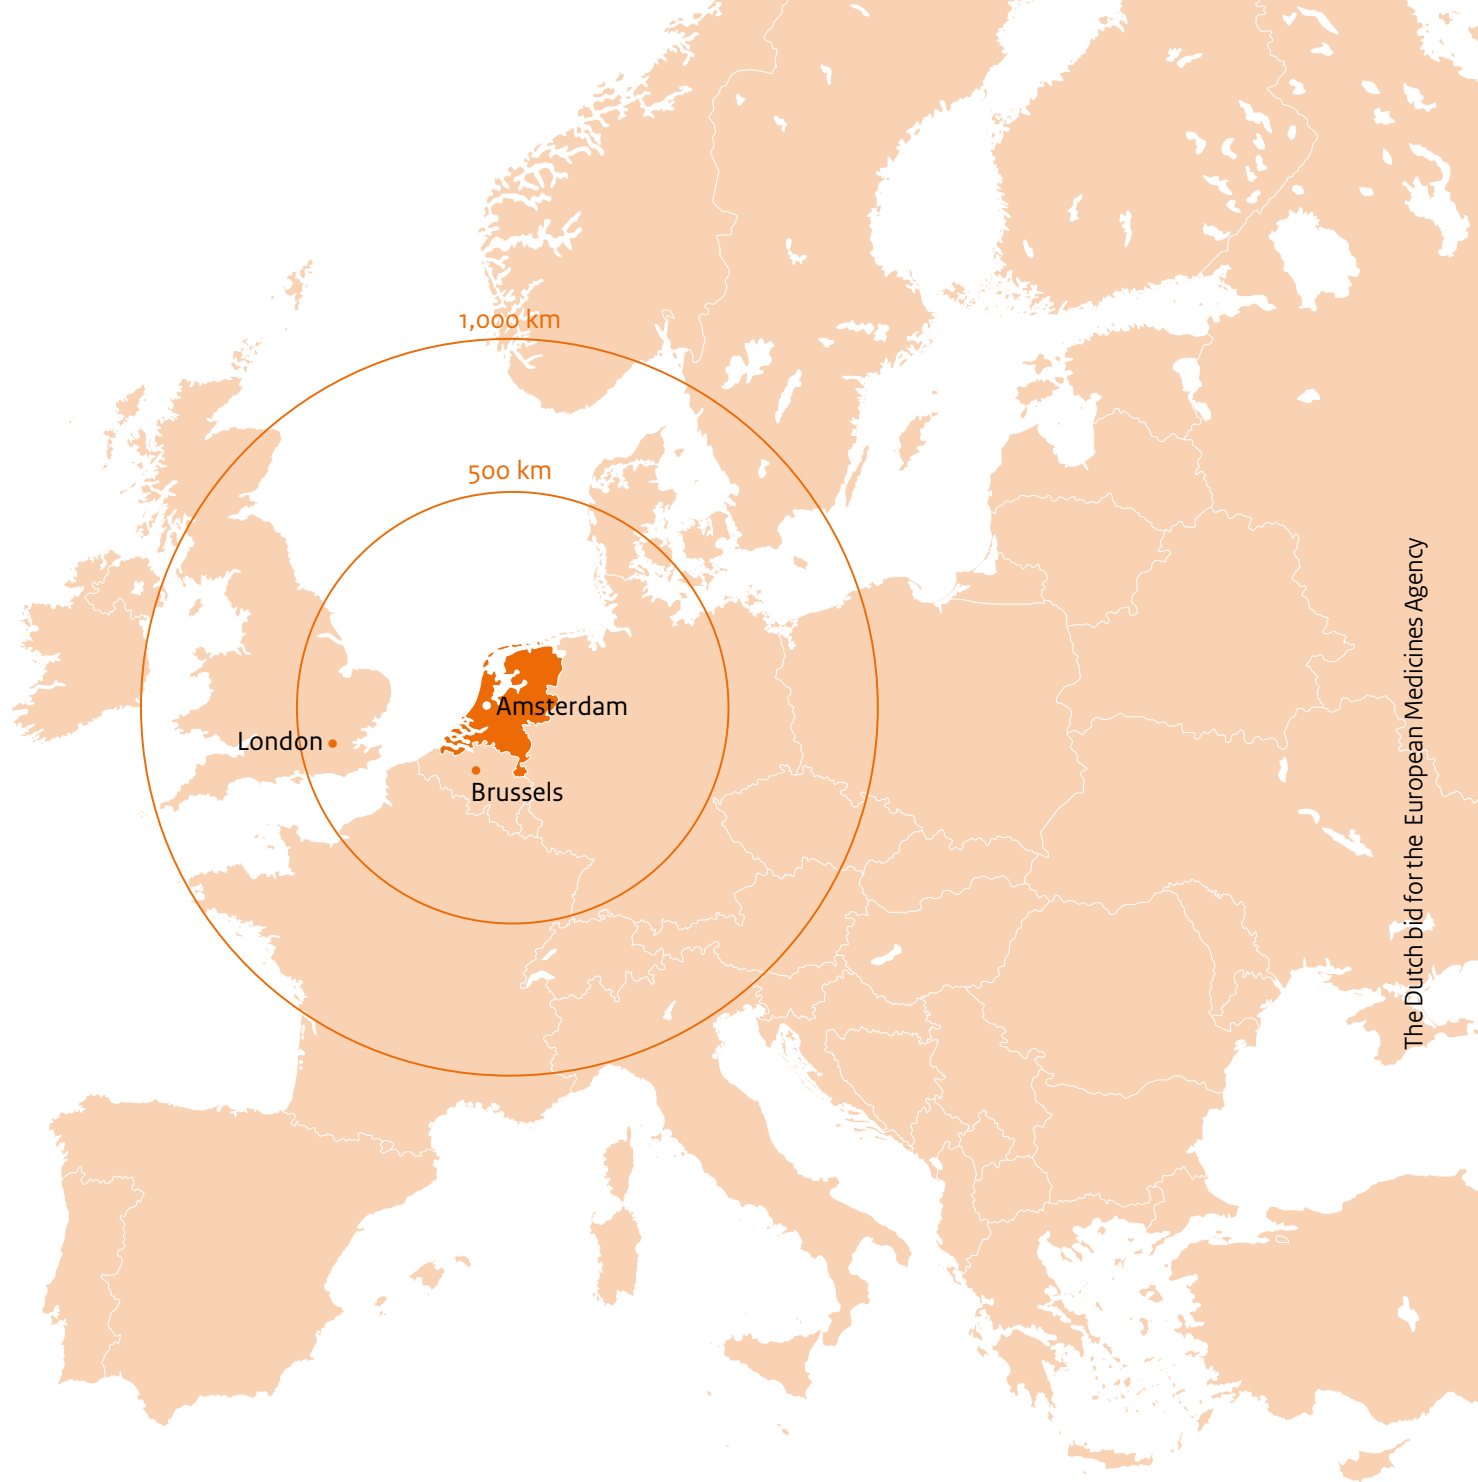 1,000 km
500 km
Amsterdam
London
Brussels
The Dutch bid for the European Medicines Agency